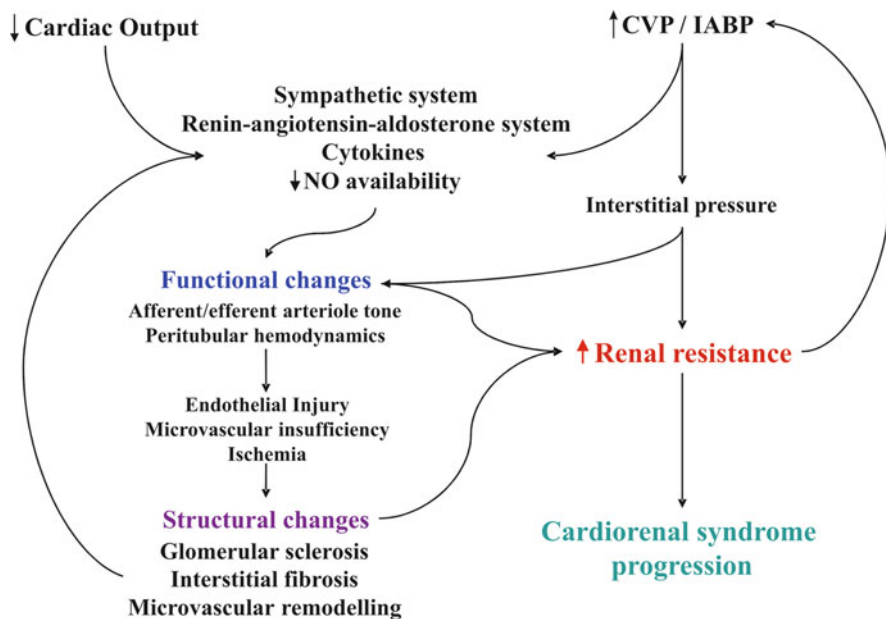 ↓ Cardiac Output
↑ CVP / IABP
Sympathetic system
Renin-angiotensin-aldosterone system
Cytokines
↓ NO availability
Interstitial pressure
Functional changes
Afferent/efferent arteriole tone
Peritubular hemodynamics
↑ Renal resistance
Endothelial Injury
Microvascular insufficiency
Ischemia
Structural changes
Glomerular sclerosis
Interstitial fibrosis
Microvascular remodelling
Cardiorenal syndrome
progression